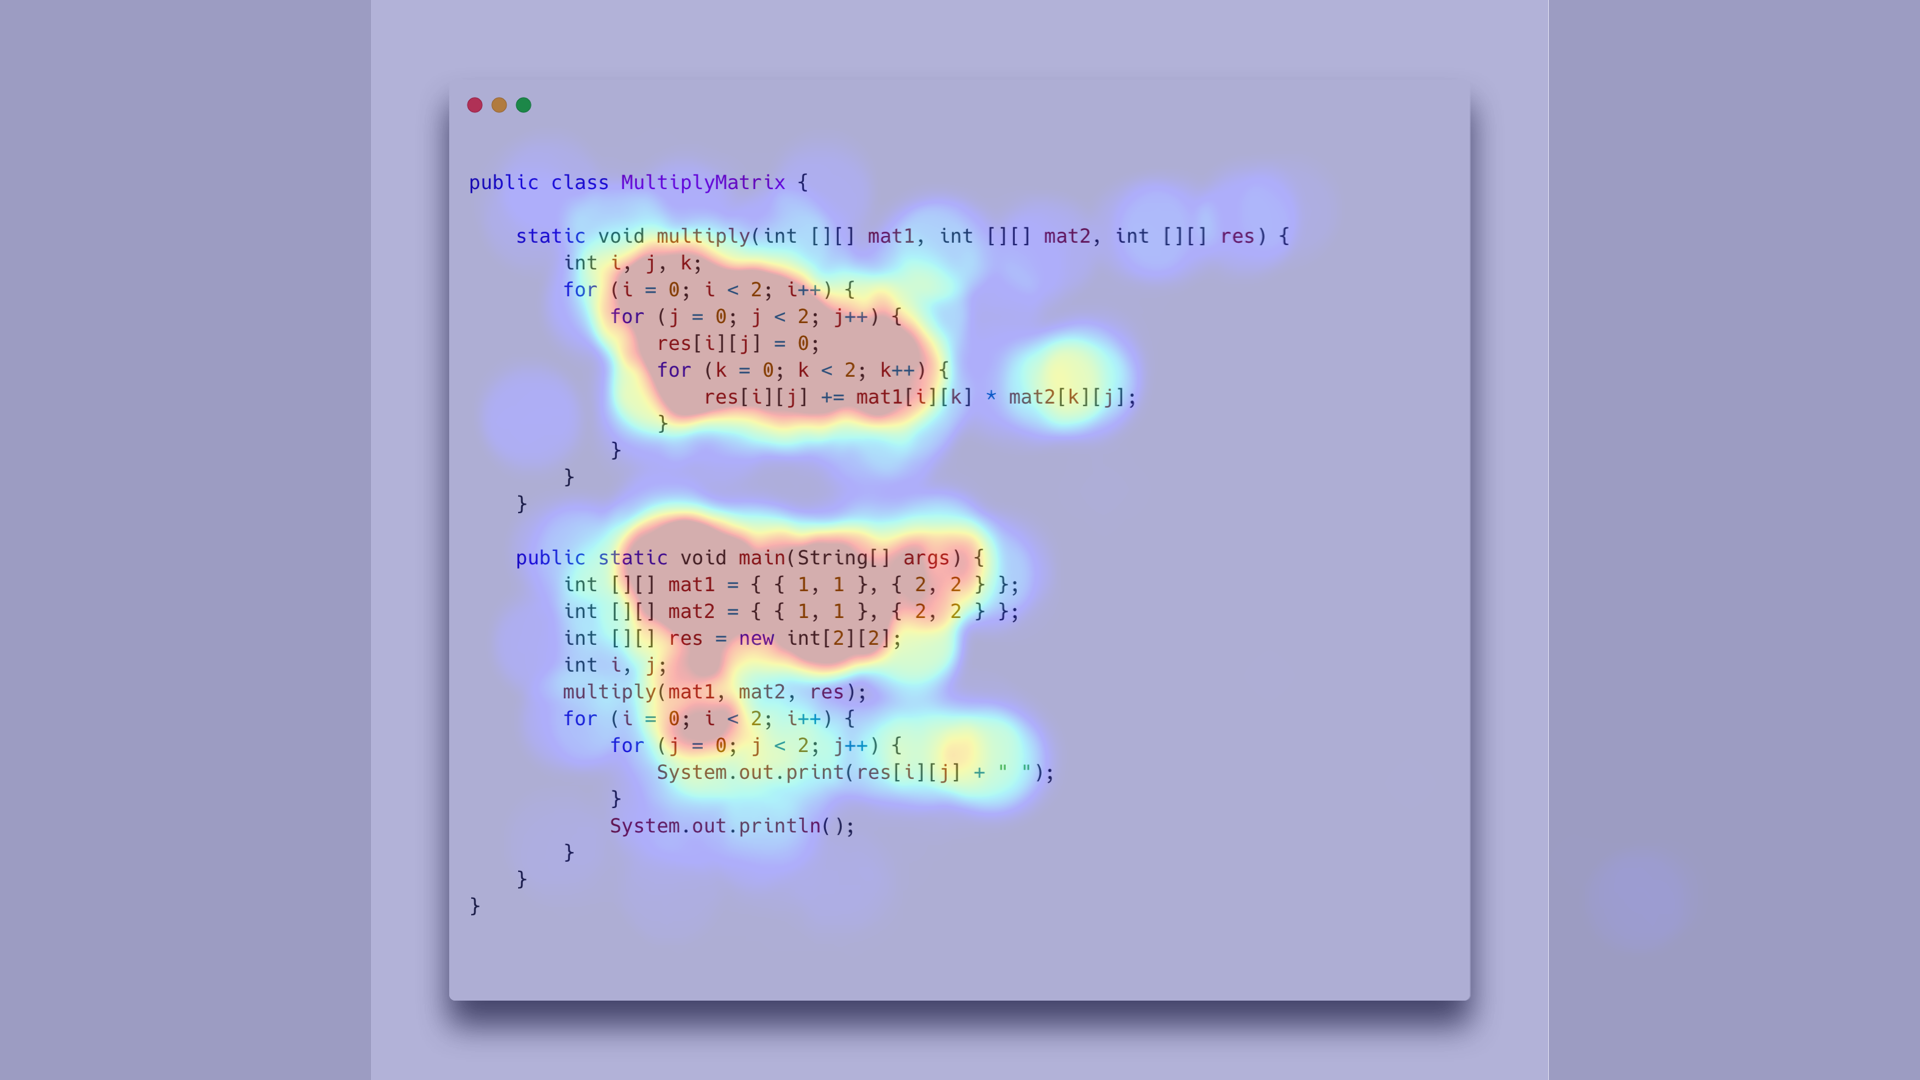 public class MultiplyMatrix {
static void multiply(int [][] mat1, int [][] mat2, int [][] res) {
int i, j, k;
for (i = 0; i < 2; i++) {
for (j = 0; j < 2; j++) {
res[i][j] = 0;
for (k = 0; k < 2; k++) {
res[i][j] += mat1[i][k] * mat2[k][j];
}
}
}
}
public static void main(String[] args) {
int [][] mat1 = { { 1, 1 }, { 2, 2 } };
int [][] mat2 = { { 1, 1 }, { 2, 2 } };
int [][] res = new int[2][2];
int i, j;
multiply(mat1, mat2, res);
for (i = 0; i < 2; i++) {
for (j = 0; j < 2; j++) {
System.out.print(res[i][j] + " ");
}
System.out.println();
}
}
}